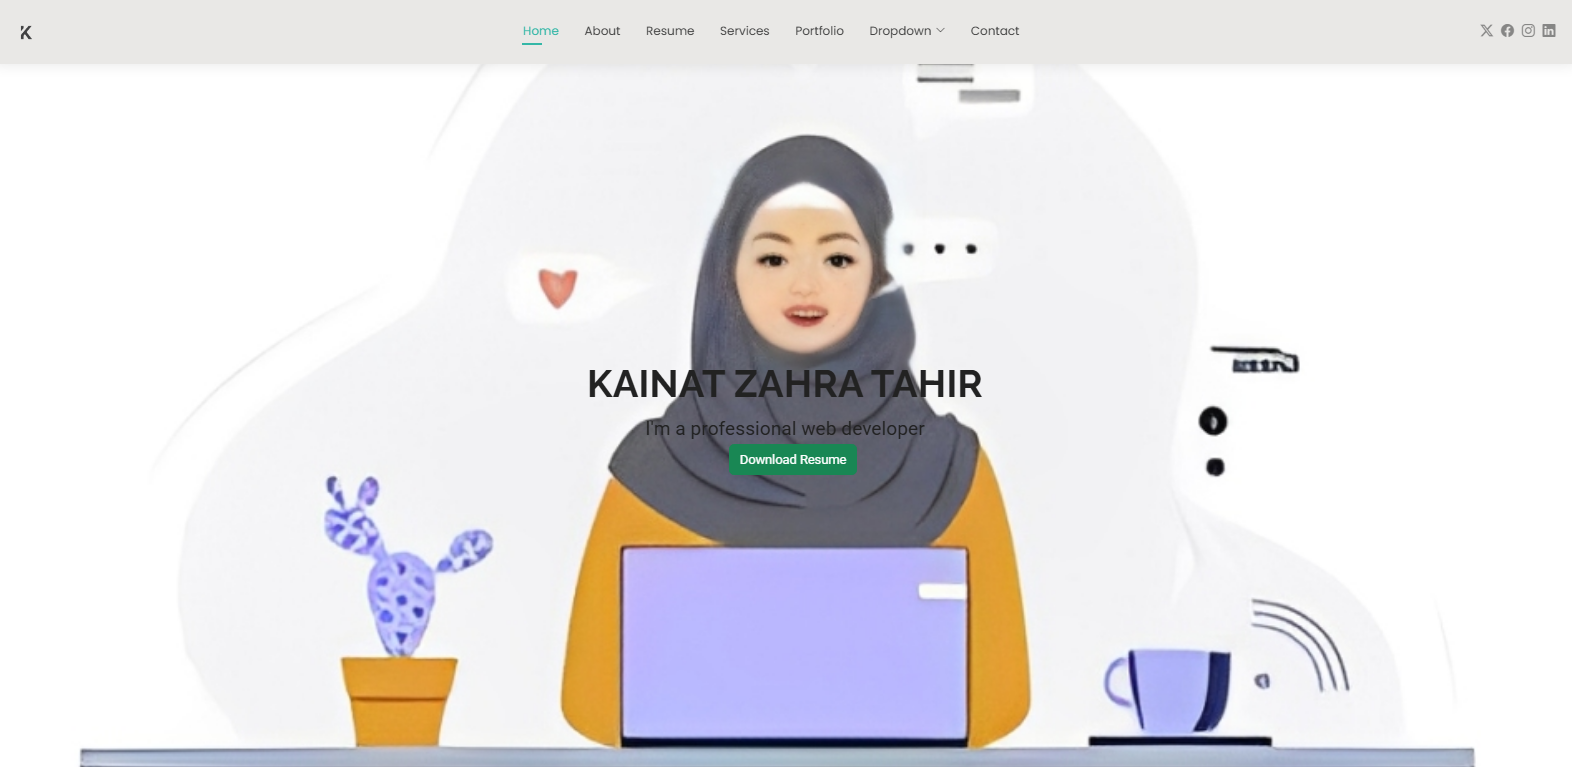 K
Home About Resume Services Portfolio Dropdown Contact
KAINAT ZAHRA TAHIR
I'm a professional web developer
Download Resume